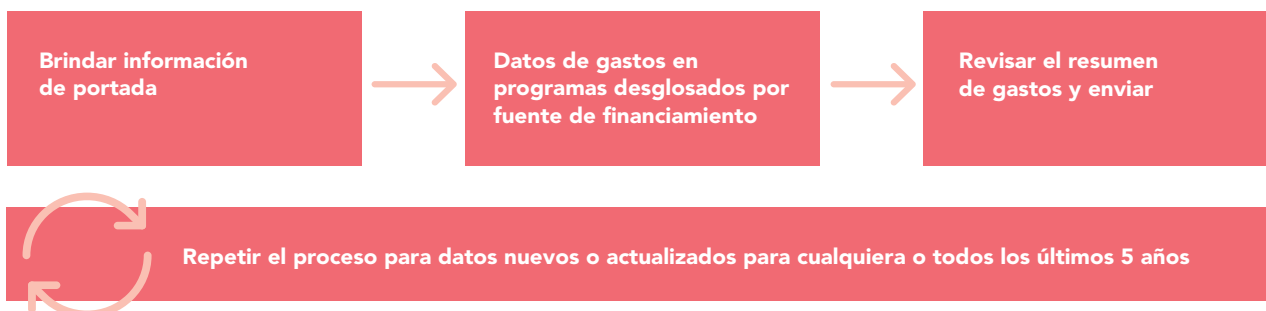 Brindar información
de portada
Datos de gastos en
programas desglosados por
fuente de financiamiento
Revisar el resumen
de gastos y enviar
Repetir el proceso para datos nuevos o actualizados para cualquiera o todos los últimos 5 años